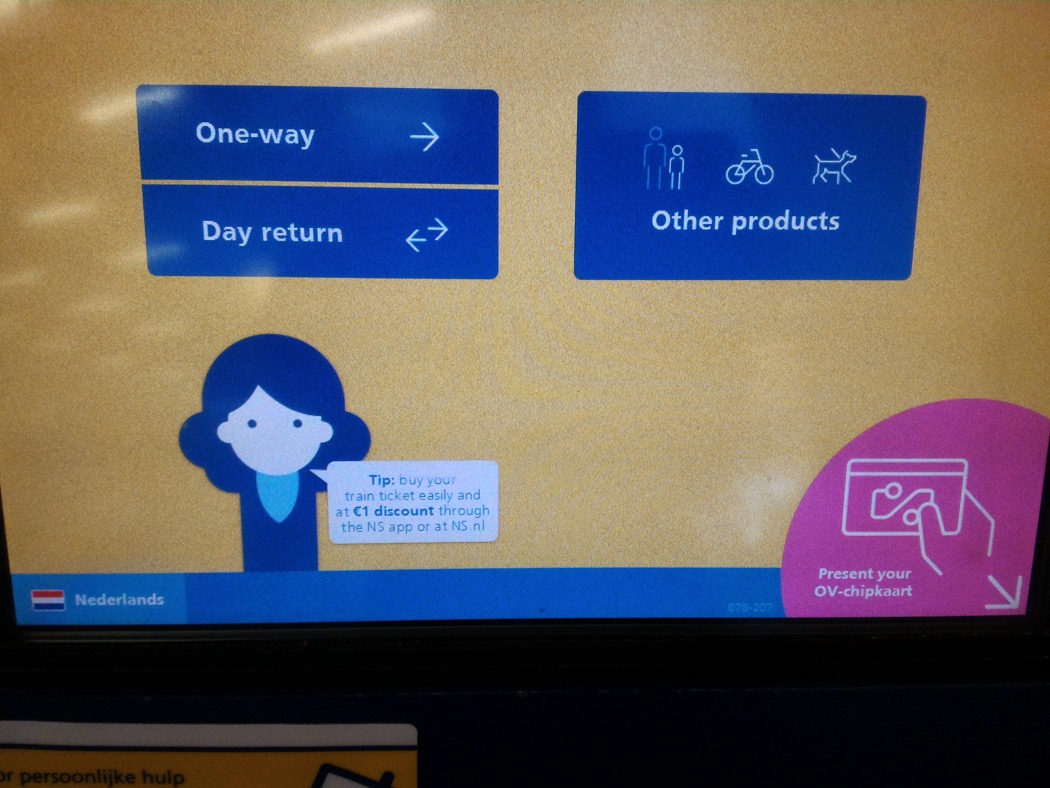 One-way
Day return
Other products
Tip: buy your
train ticket easily and
at €1 discount through
the NS app or at NS.nl
Present your
OV-chipkaart
Nederlands
878-207
persoonlijke hulp